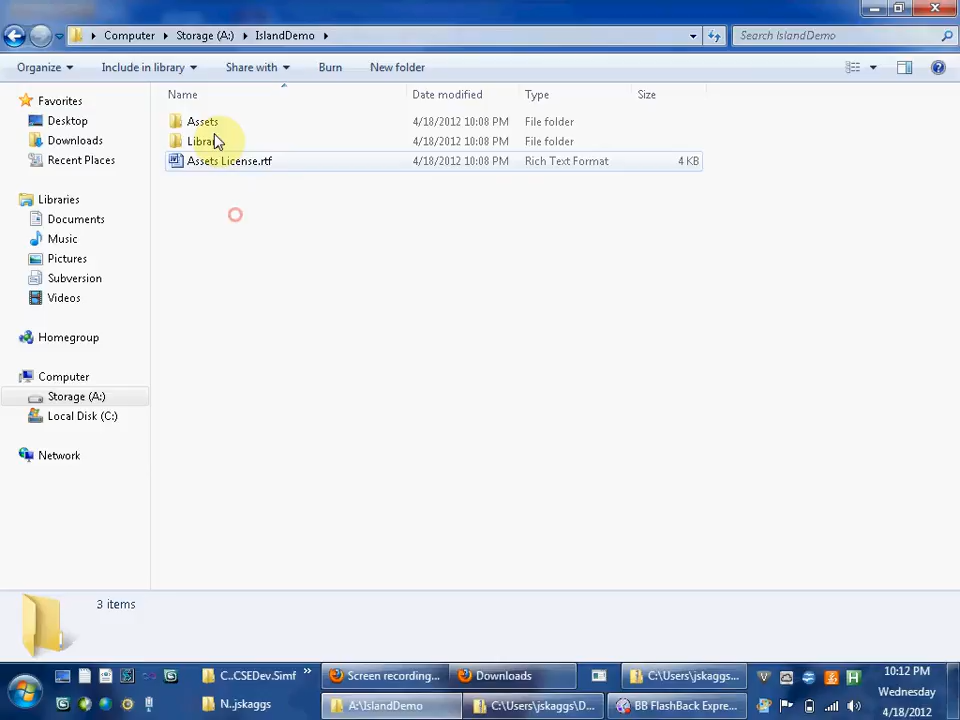 Computer Storage (A:) IslandDemo Search IslandDemo
Organize Include in library Share with Burn New folder
Name Date modified Type Size
Favorites
Desktop
Downloads
Recent Places
Libraries
Documents
Music
Pictures
Subversion
Videos
Homegroup
Computer
Storage (A:)
Local Disk (C:)
Network
Assets 4/18/2012 10:08 PM File folder
4/18/2012 10:08 PM File folder
Assets License.rtf 4/18/2012 10:08 PM Rich Text Format 4 KB
3 items
C..CSEDev.Simf » Screen recording... Downloads C:\Users\jskaggs... 10:12 PM
Wednesday
N..jskaggs A:\IslandDemo C:\Users\jskaggs\D... BB FlashBack Expre... 4/18/2012